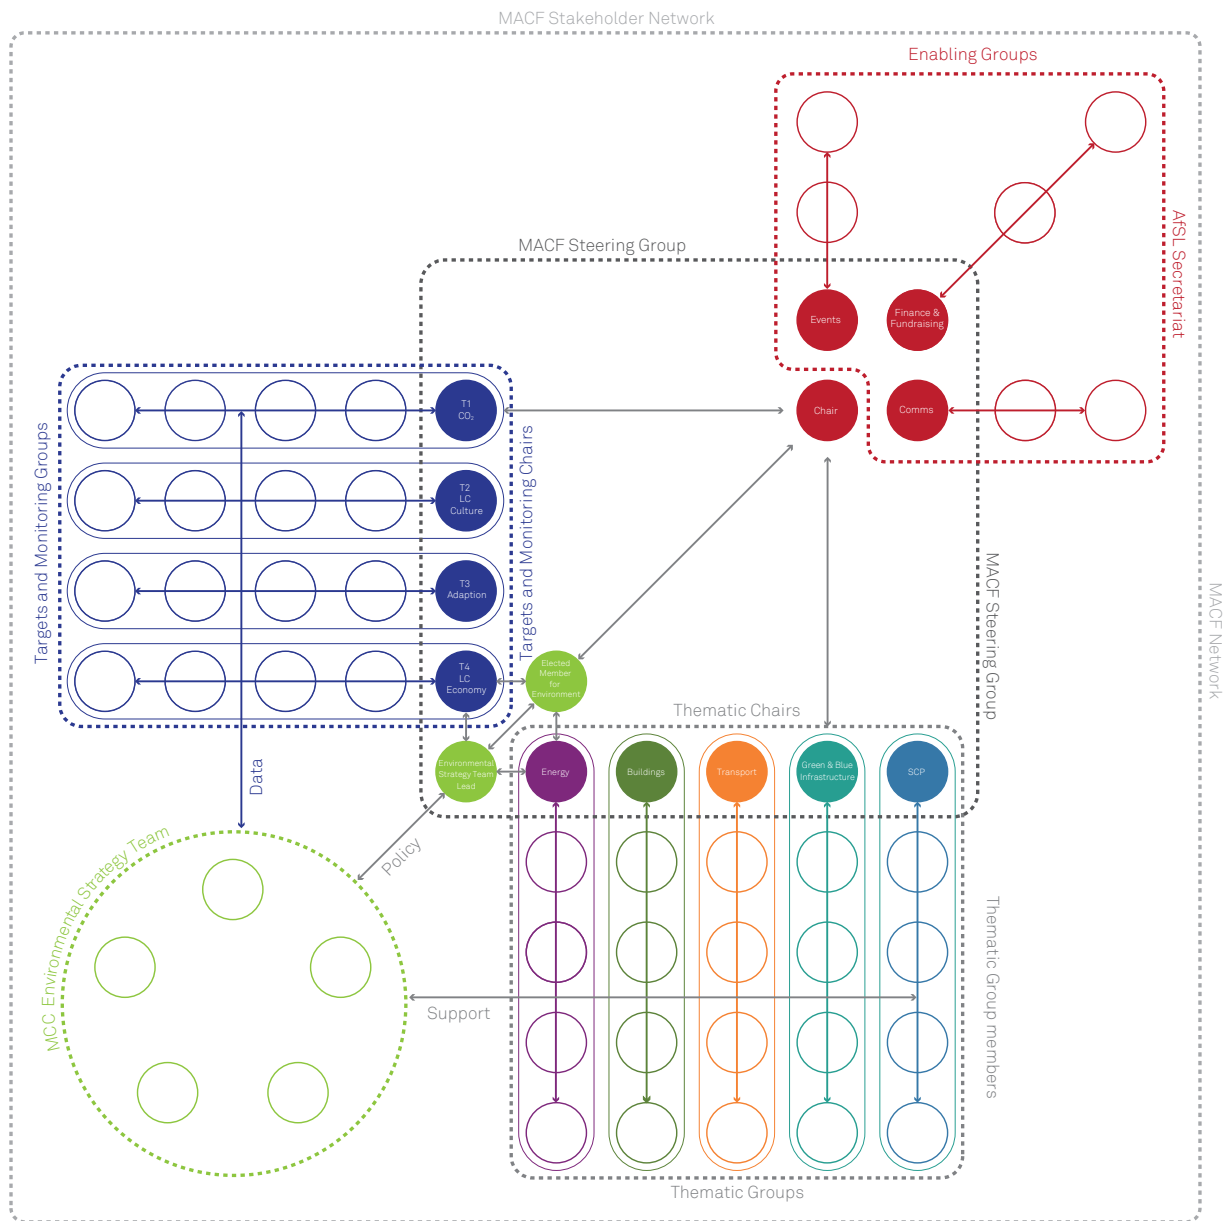 MACF Stakeholder Network
Enabling Groups
AfSL Secretariat
MACF Steering Group
Events
Finance &
Fundraising
Chair
Comms
Targets and Monitoring Groups
T1
CO₂
T2
LC
Culture
T3
Adaption
T4
LC
Economy
Targets and Monitoring Chairs
MACF Steering Group
MACF Network
Elected
Member
for
Environment
Environmental
Strategy Team
Lead
Thematic Chairs
Energy
Buildings
Transport
Green & Blue
Infrastructure
SCP
Data
Policy
MCC Environmental Strategy Team
Support
Thematic Group members
Thematic Groups